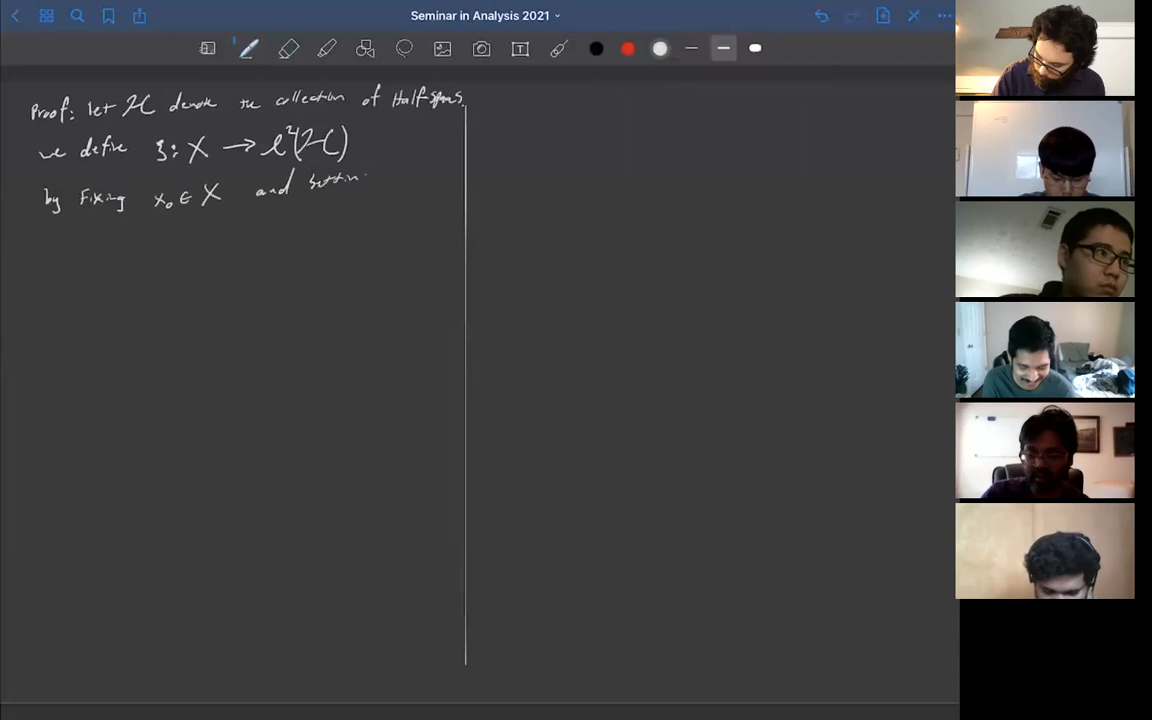 Seminar in Analysis 2021
Proof: let ℋ denote the collection of Half-spaces.
we define ξ: X → ℓ²(ℋ)
by Fixing x₀ ∈ X and settin